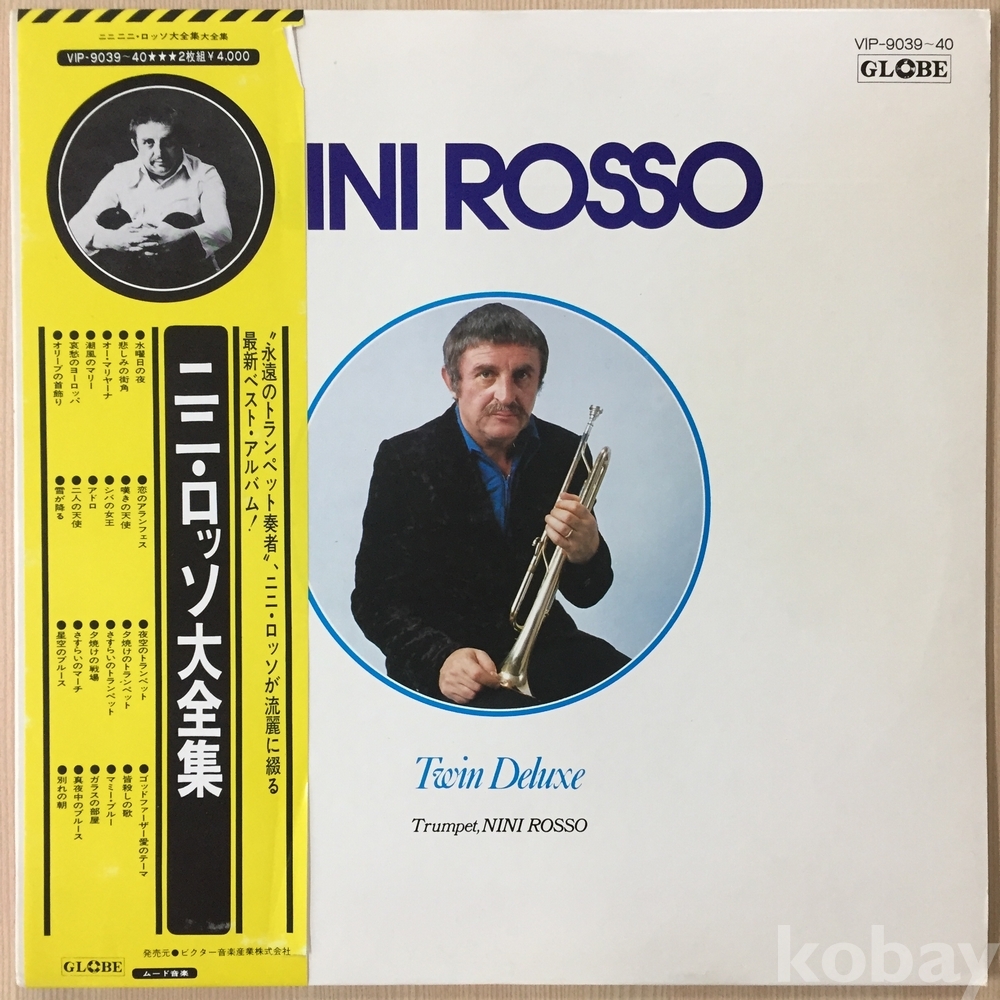 ニニ ニニ・ロッソ大全集大全集
VIP-9039~40★★★2枚組¥4.000
VIP-9039~40
GLOBE
INI ROSSO
“永遠のトランペット奏者”、ニニ・ロッソが流麗に綴る
最新ベスト・アルバム!
ニニ・ロッソ大全集
●水曜日の夜
●悲しみの街角
●オー・マリヤーナ
●潮風のマリー
●哀愁のヨーロッパ
●オリーブの首飾り
●恋のアランフェス
●嘆きの天使
●シバの女王
●アドロ
●二人の天使
●雪が降る
●夜空のトランペット
●夕焼けのトランペット
●さすらいのトランペット
●夕焼けの戦場
●さすらいのマーチ
●星空のブルース
●ゴッドファーザー愛のテーマ
●皆殺しの歌
●マミー・ブルー
●ガラスの部屋
●真夜中のブルース
●別れの朝
Twin Deluxe
Trumpet,NINI ROSSO
発売元●ビクター音楽産業株式会社
GLOBE
ムード音楽
kobay